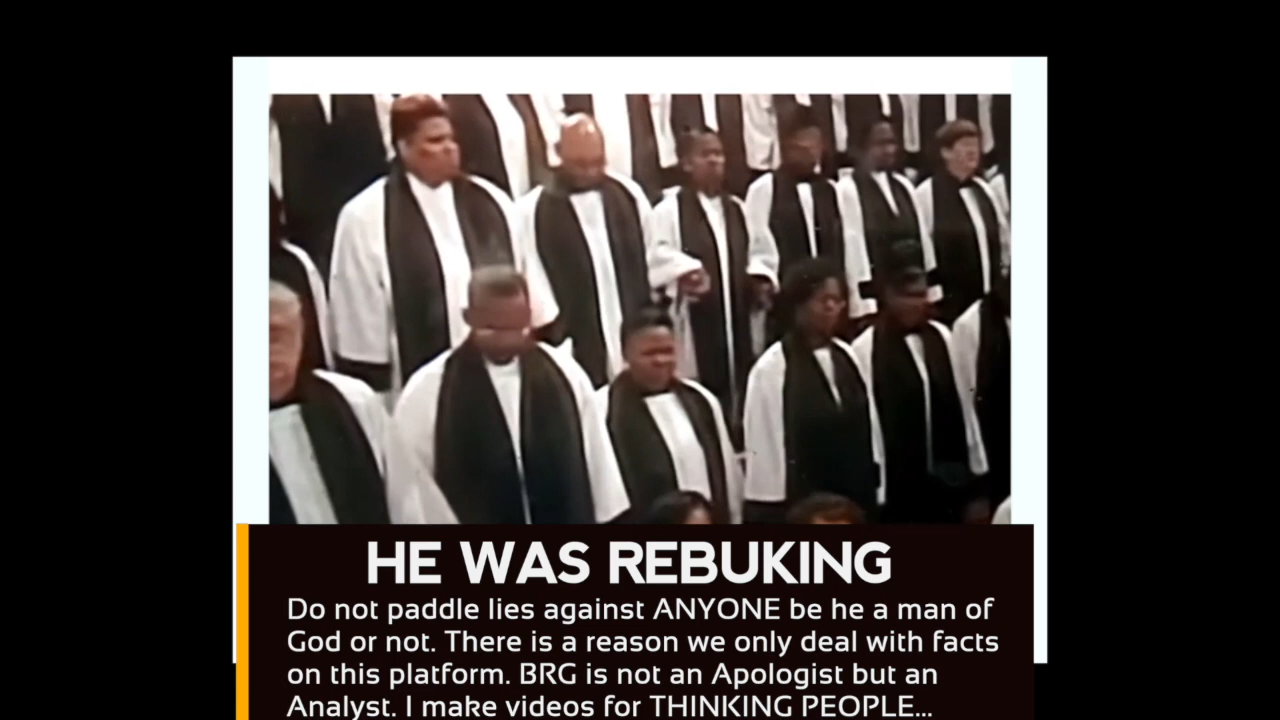 HE WAS REBUKING
Do not paddle lies against ANYONE be he a man of
God or not. There is a reason we only deal with facts
on this platform. BRG is not an Apologist but an
Analyst. I make videos for THINKING PEOPLE...